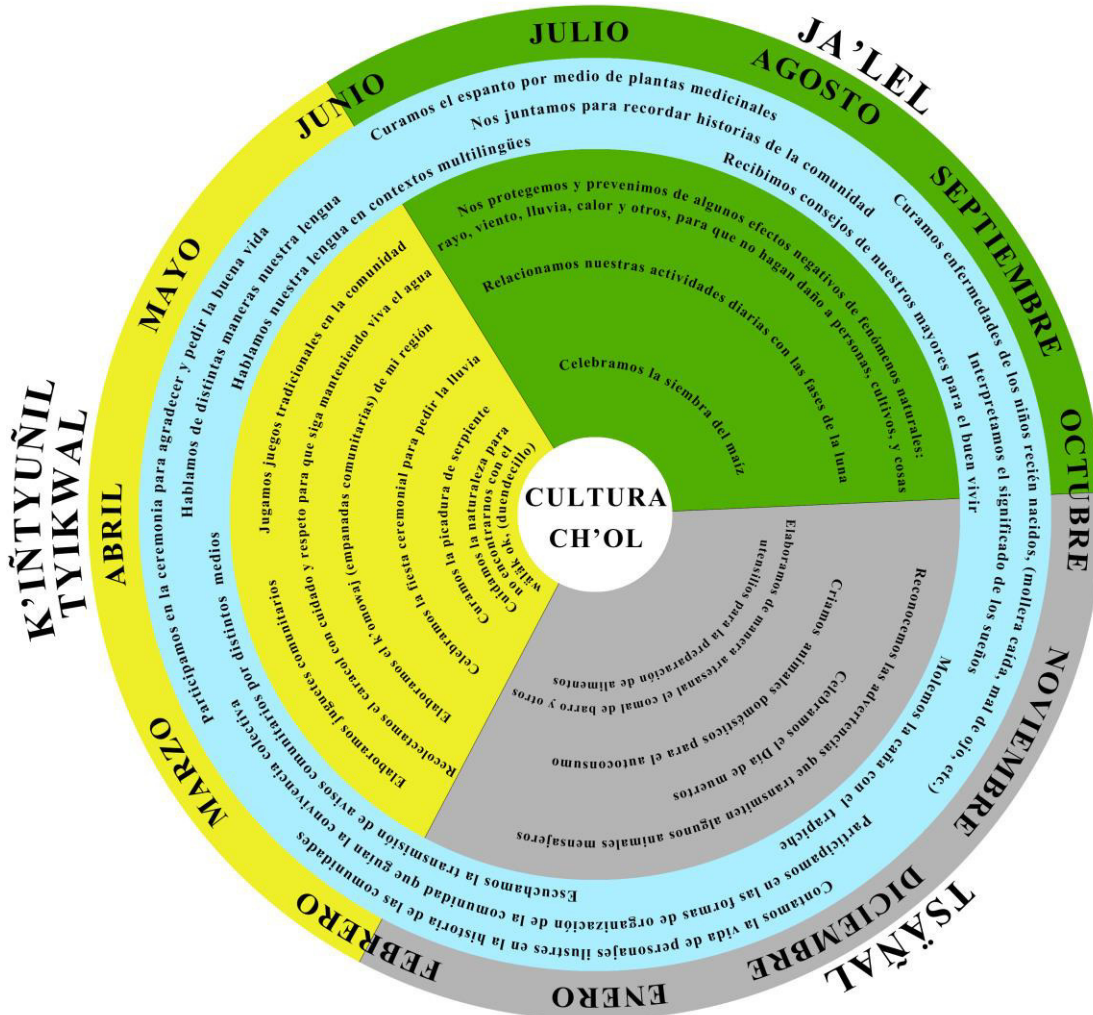 JA'LEL
TSÄÑAL
K'IÑTYUÑIL
TYIKWAL
JUNIO
JULIO
AGOSTO
SEPTIEMBRE
OCTUBRE
NOVIEMBRE
DICIEMBRE
ENERO
FEBRERO
MARZO
ABRIL
MAYO
Curamos el espanto por medio de plantas medicinales
Nos juntamos para recordar historias de la comunidad
Recibimos consejos de nuestros mayores para el buen vivir
Curamos enfermedades de los niños recién nacidos, (mollera caída, mal de ojo, etc.)
Interpretamos el significado de los sueños
Molemos la caña con el trapiche
Contamos la vida de personajes ilustres en la historia de las comunidades
Participamos en las formas de organización de la comunidad que guían la convivencia colectiva
Escuchamos la transmisión de avisos comunitarios por distintos medios
Participamos en la ceremonia para agradecer y pedir la buena vida
Hablamos de distintas maneras nuestra lengua
Hablamos nuestra lengua en contextos multilingües
Nos protegemos y prevenimos de algunos efectos negativos de fenómenos naturales:
rayo, viento, lluvia, calor y otros, para que no hagan daño a personas, cultivos, y cosas
Relacionamos nuestras actividades diarias con las fases de la luna
Celebramos la siembra del maíz
Reconocemos las advertencias que transmiten algunos animales mensajeros
Celebramos el Día de muertos
Criamos animales domésticos para el autoconsumo
Elaboramos de manera artesanal el comal de barro y otros
utensilios para la preparación de alimentos
Elaboramos juguetes comunitarios
Jugamos juegos tradicionales en la comunidad
Recolectamos el caracol con cuidado y respeto para que siga manteniendo viva el agua
Elaboramos el k'omowaj (empanadas comunitarias) de mi región
Celebramos la fiesta ceremonial para pedir la lluvia
Curamos la picadura de serpiente
Cuidamos la naturaleza para
no encontrarnos con el
wäläk ok, (duendecillo)
CULTURA
CH'OL